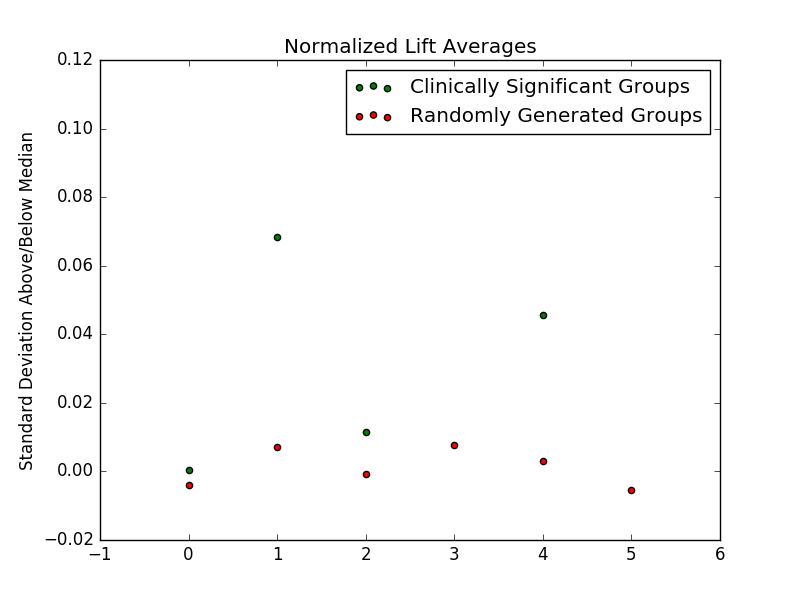 Normalized Lift Averages
Clinically Significant Groups
Randomly Generated Groups
Standard Deviation Above/Below Median
0.12
0.10
0.08
0.06
0.04
0.02
0.00
−0.02
−1 0 1 2 3 4 5 6